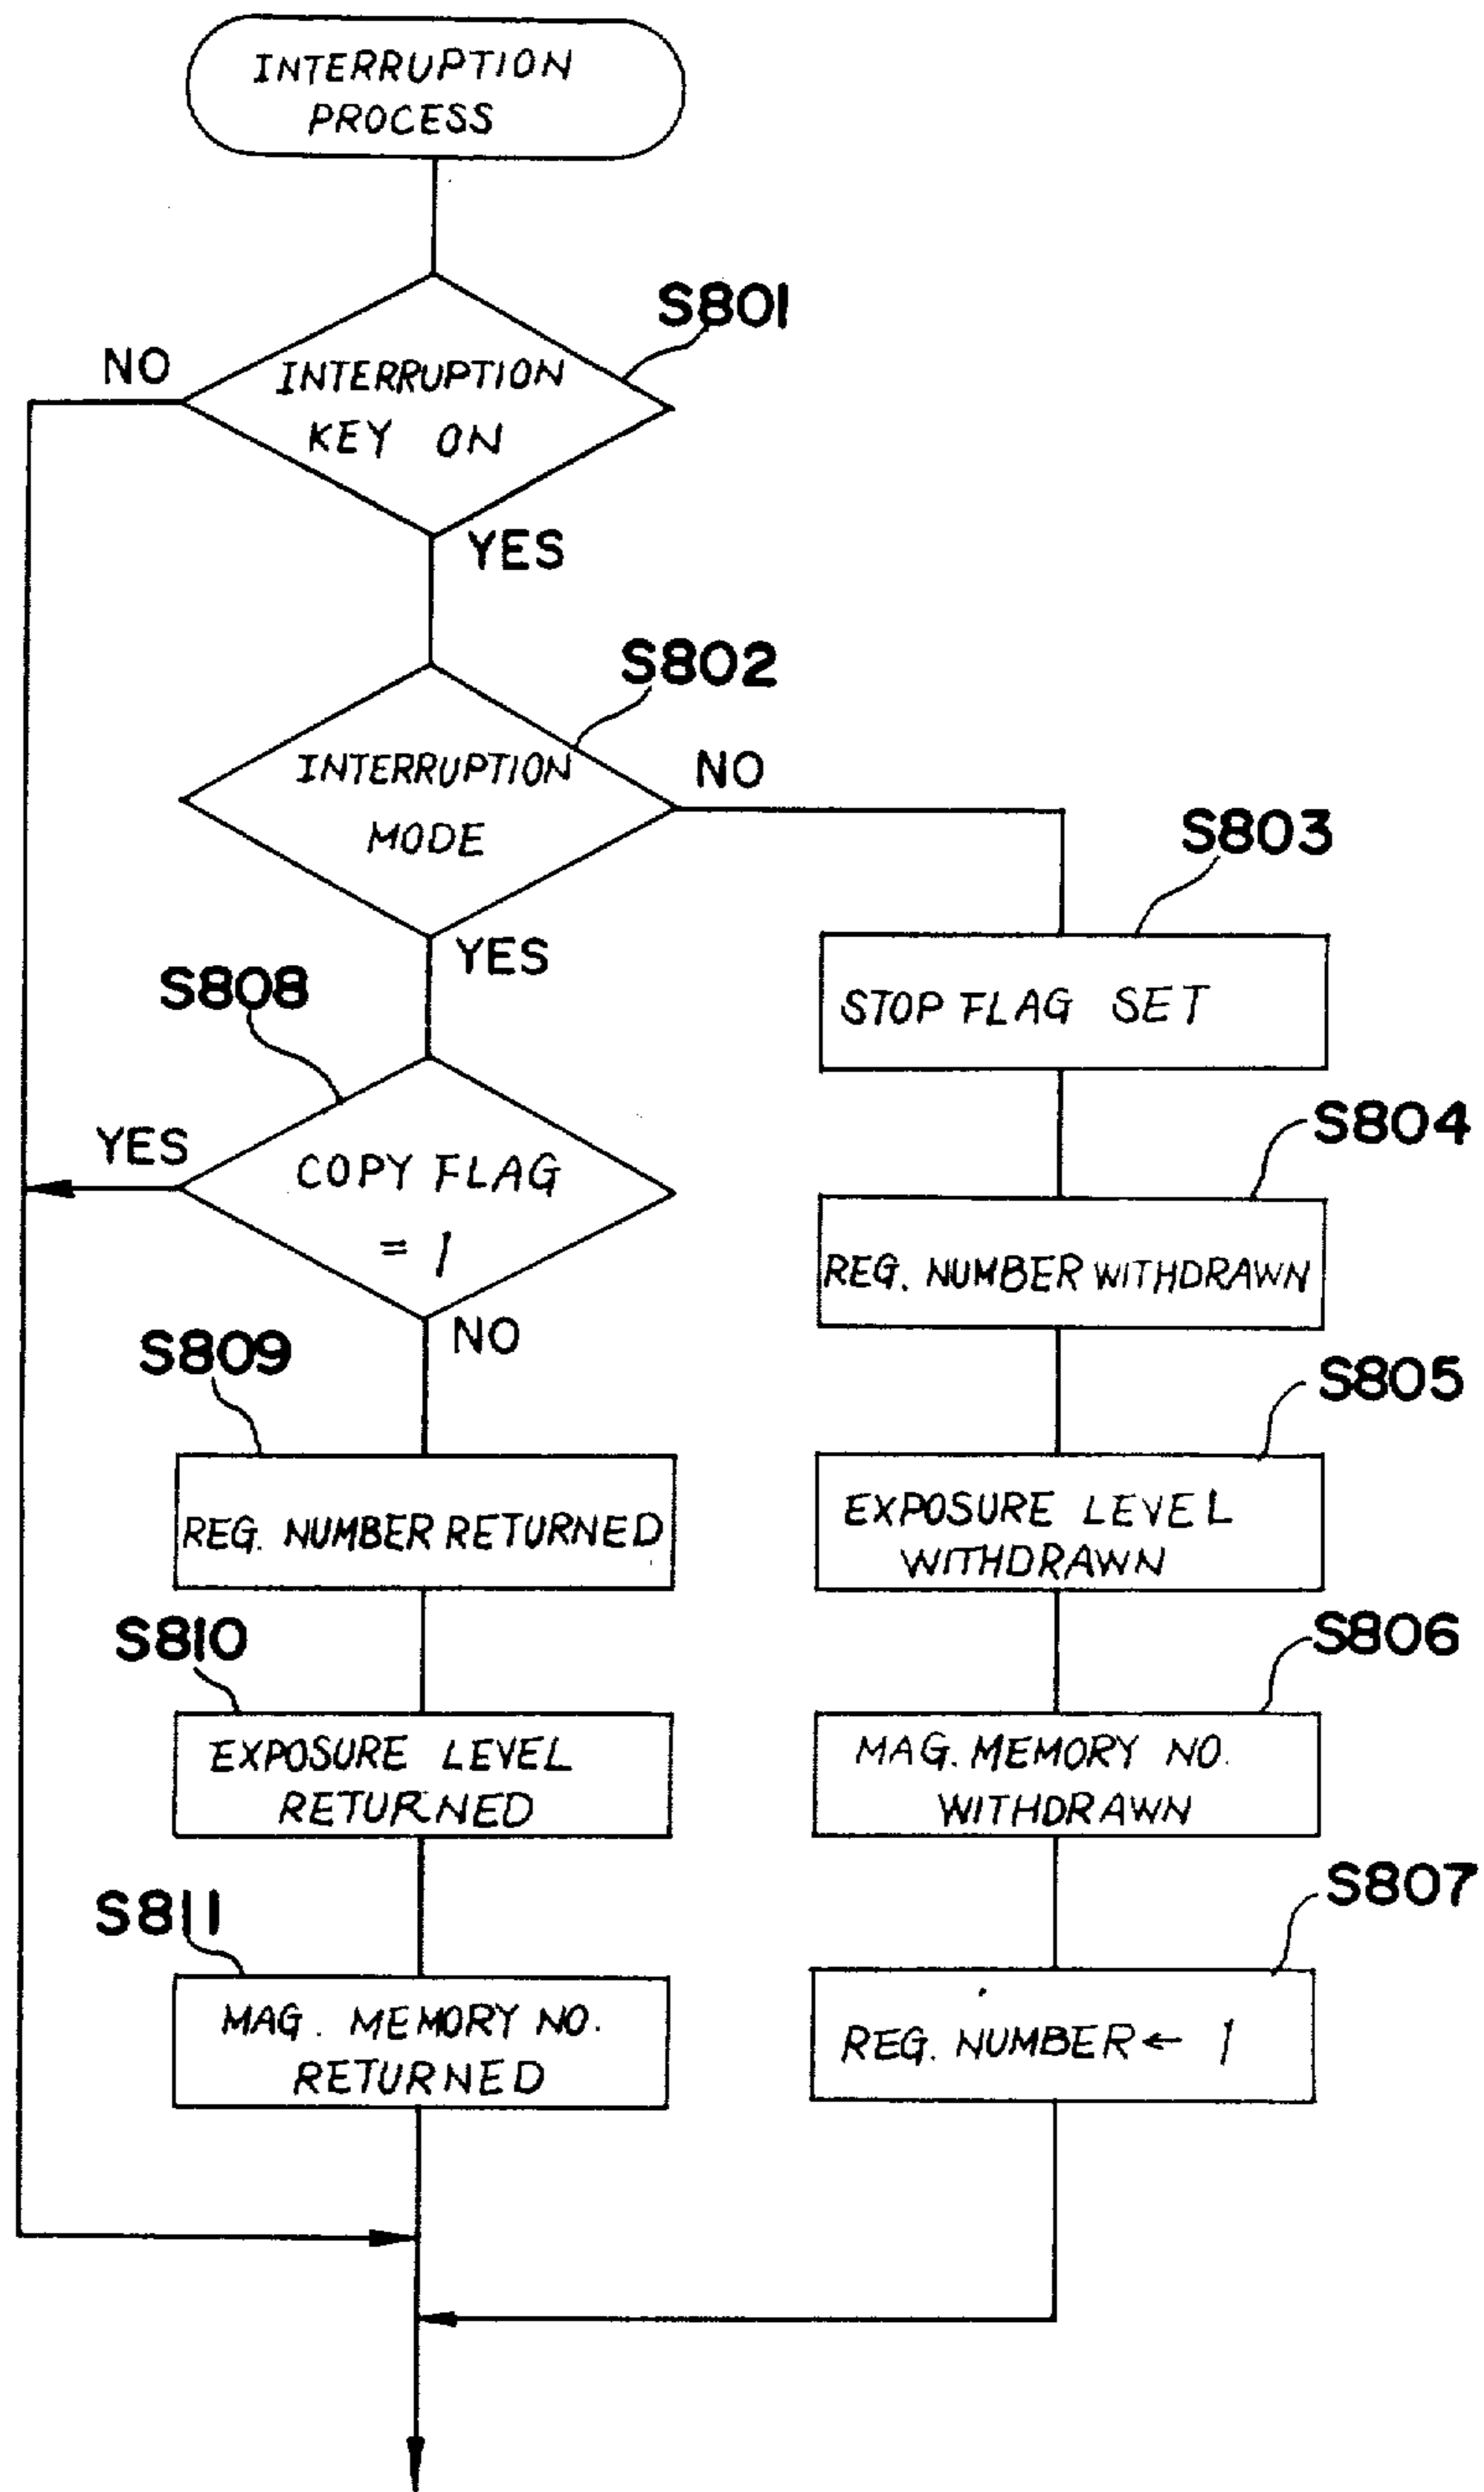 INTERRUPTION
PROCESS
S801
NO
INTERRUPTION
KEY ON
YES
S802
INTERRUPTION
MODE
NO
YES
S803
STOP FLAG SET
S808
YES
COPY FLAG
= 1
NO
S804
REG. NUMBER WITHDRAWN
S809
REG. NUMBER RETURNED
S805
EXPOSURE LEVEL
WITHDRAWN
S810
EXPOSURE LEVEL
RETURNED
S806
MAG. MEMORY NO.
WITHDRAWN
S811
MAG. MEMORY NO.
RETURNED
S807
REG. NUMBER ← 1